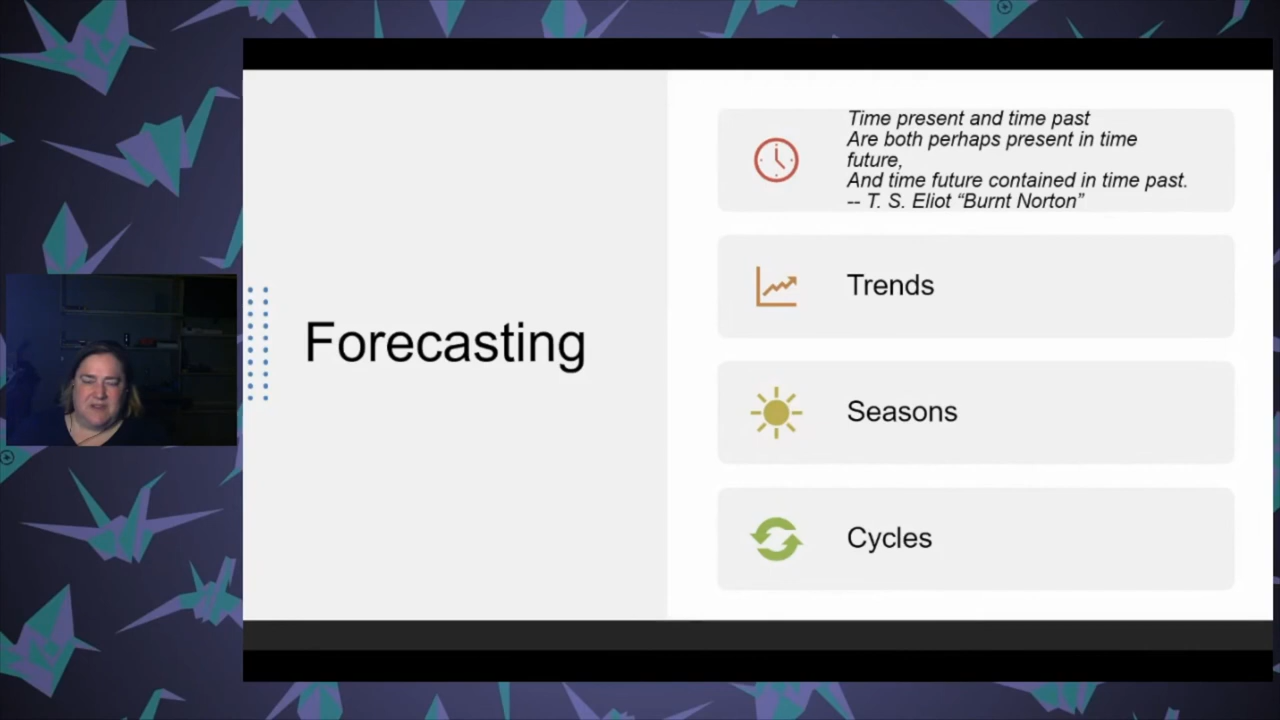 Forecasting
Time present and time past
Are both perhaps present in time
future,
And time future contained in time past.
-- T. S. Eliot “Burnt Norton”
Trends
Seasons
Cycles